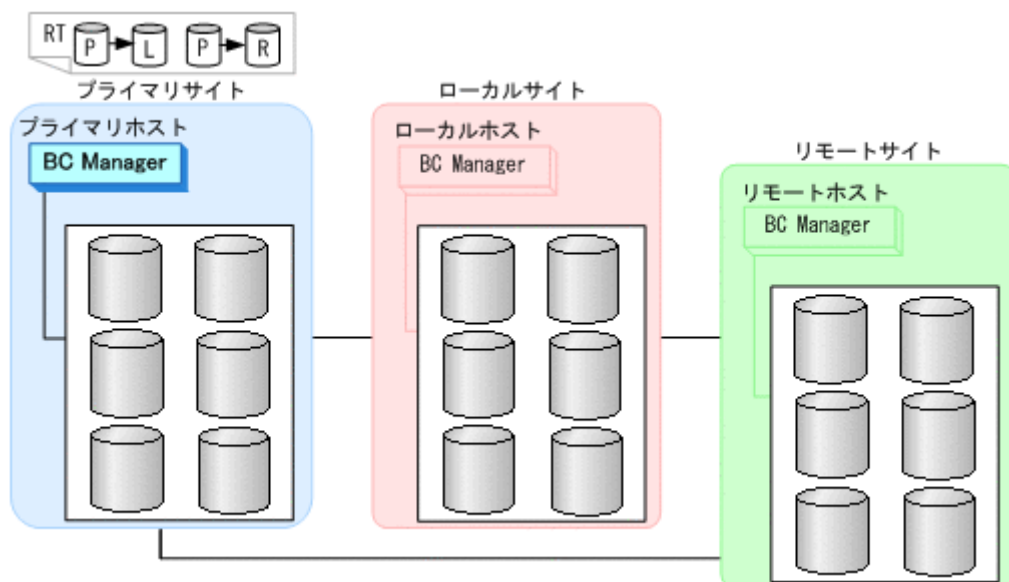 RT P L P R
プライマリサイト
プライマリホスト
BC Manager
ローカルサイト
ローカルホスト
BC Manager
リモートサイト
リモートホスト
BC Manager